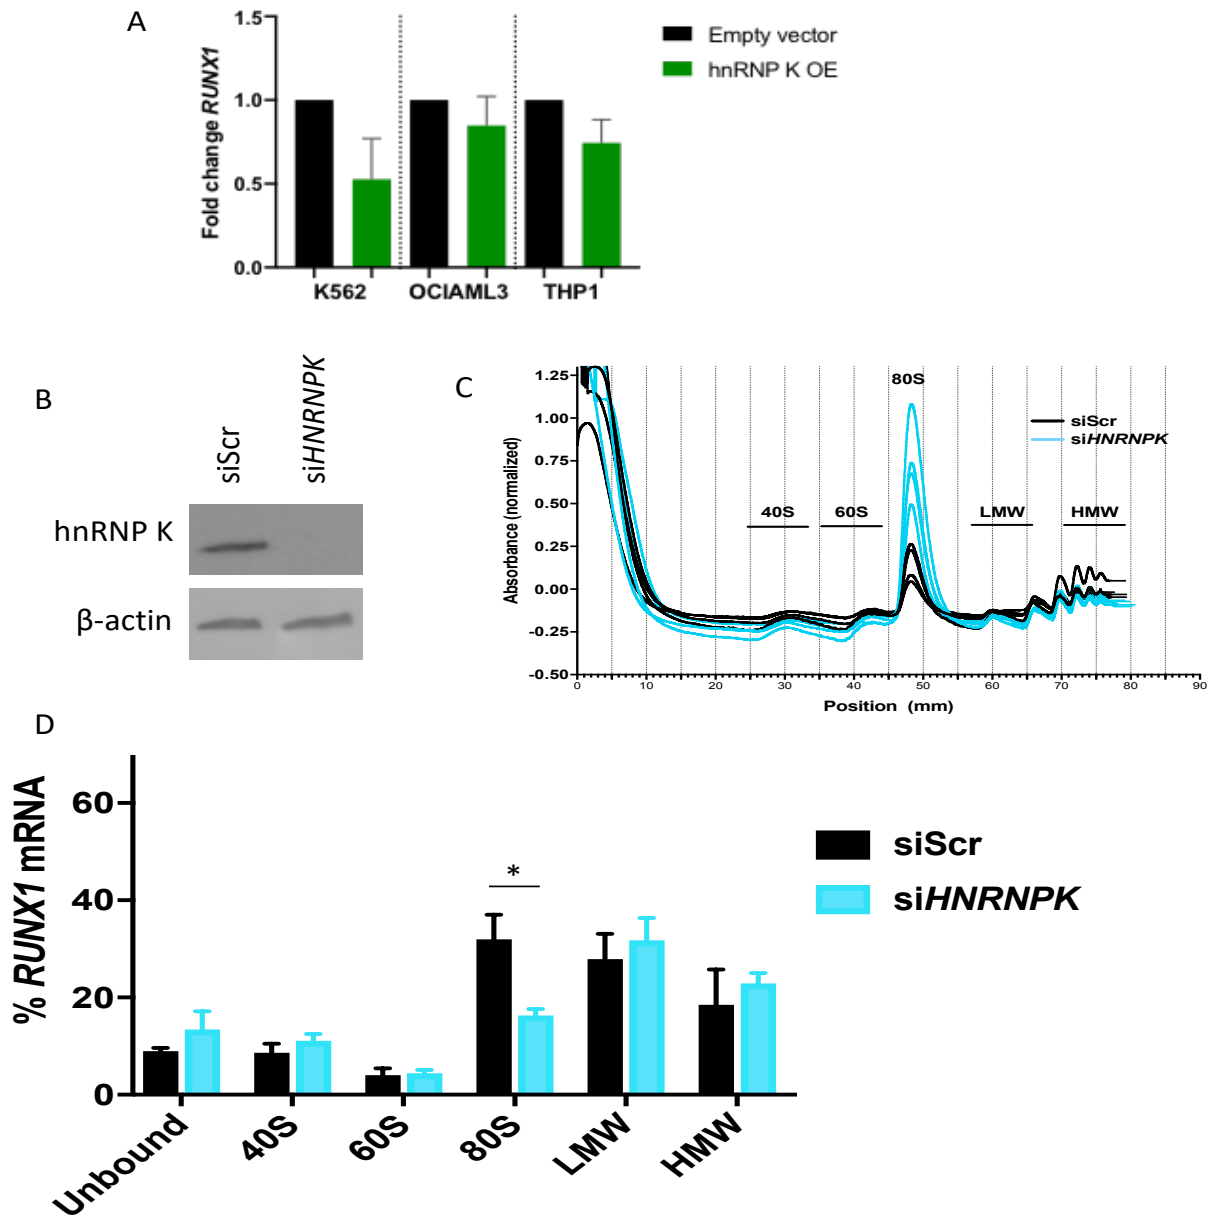 A
1.5
1.0
0.5
0.0
Fold change RUNX1
K562 OCIAML3 THP1
Empty vector
hnRNP K OE
B
siScr
siHNRNPK
hnRNP K
β-actin
C
1.25
1.00
0.75
0.50
0.25
0.00
-0.25
-0.50
Absorbance (normalized)
80S
siScr
siHNRNPK
40S 60S LMW HMW
0 10 20 30 40 50 60 70 80 90
Position (mm)
D
60
40
20
0
% RUNX1 mRNA
*
siScr
siHNRNPK
Unbound 40S 60S 80S LMW HMW